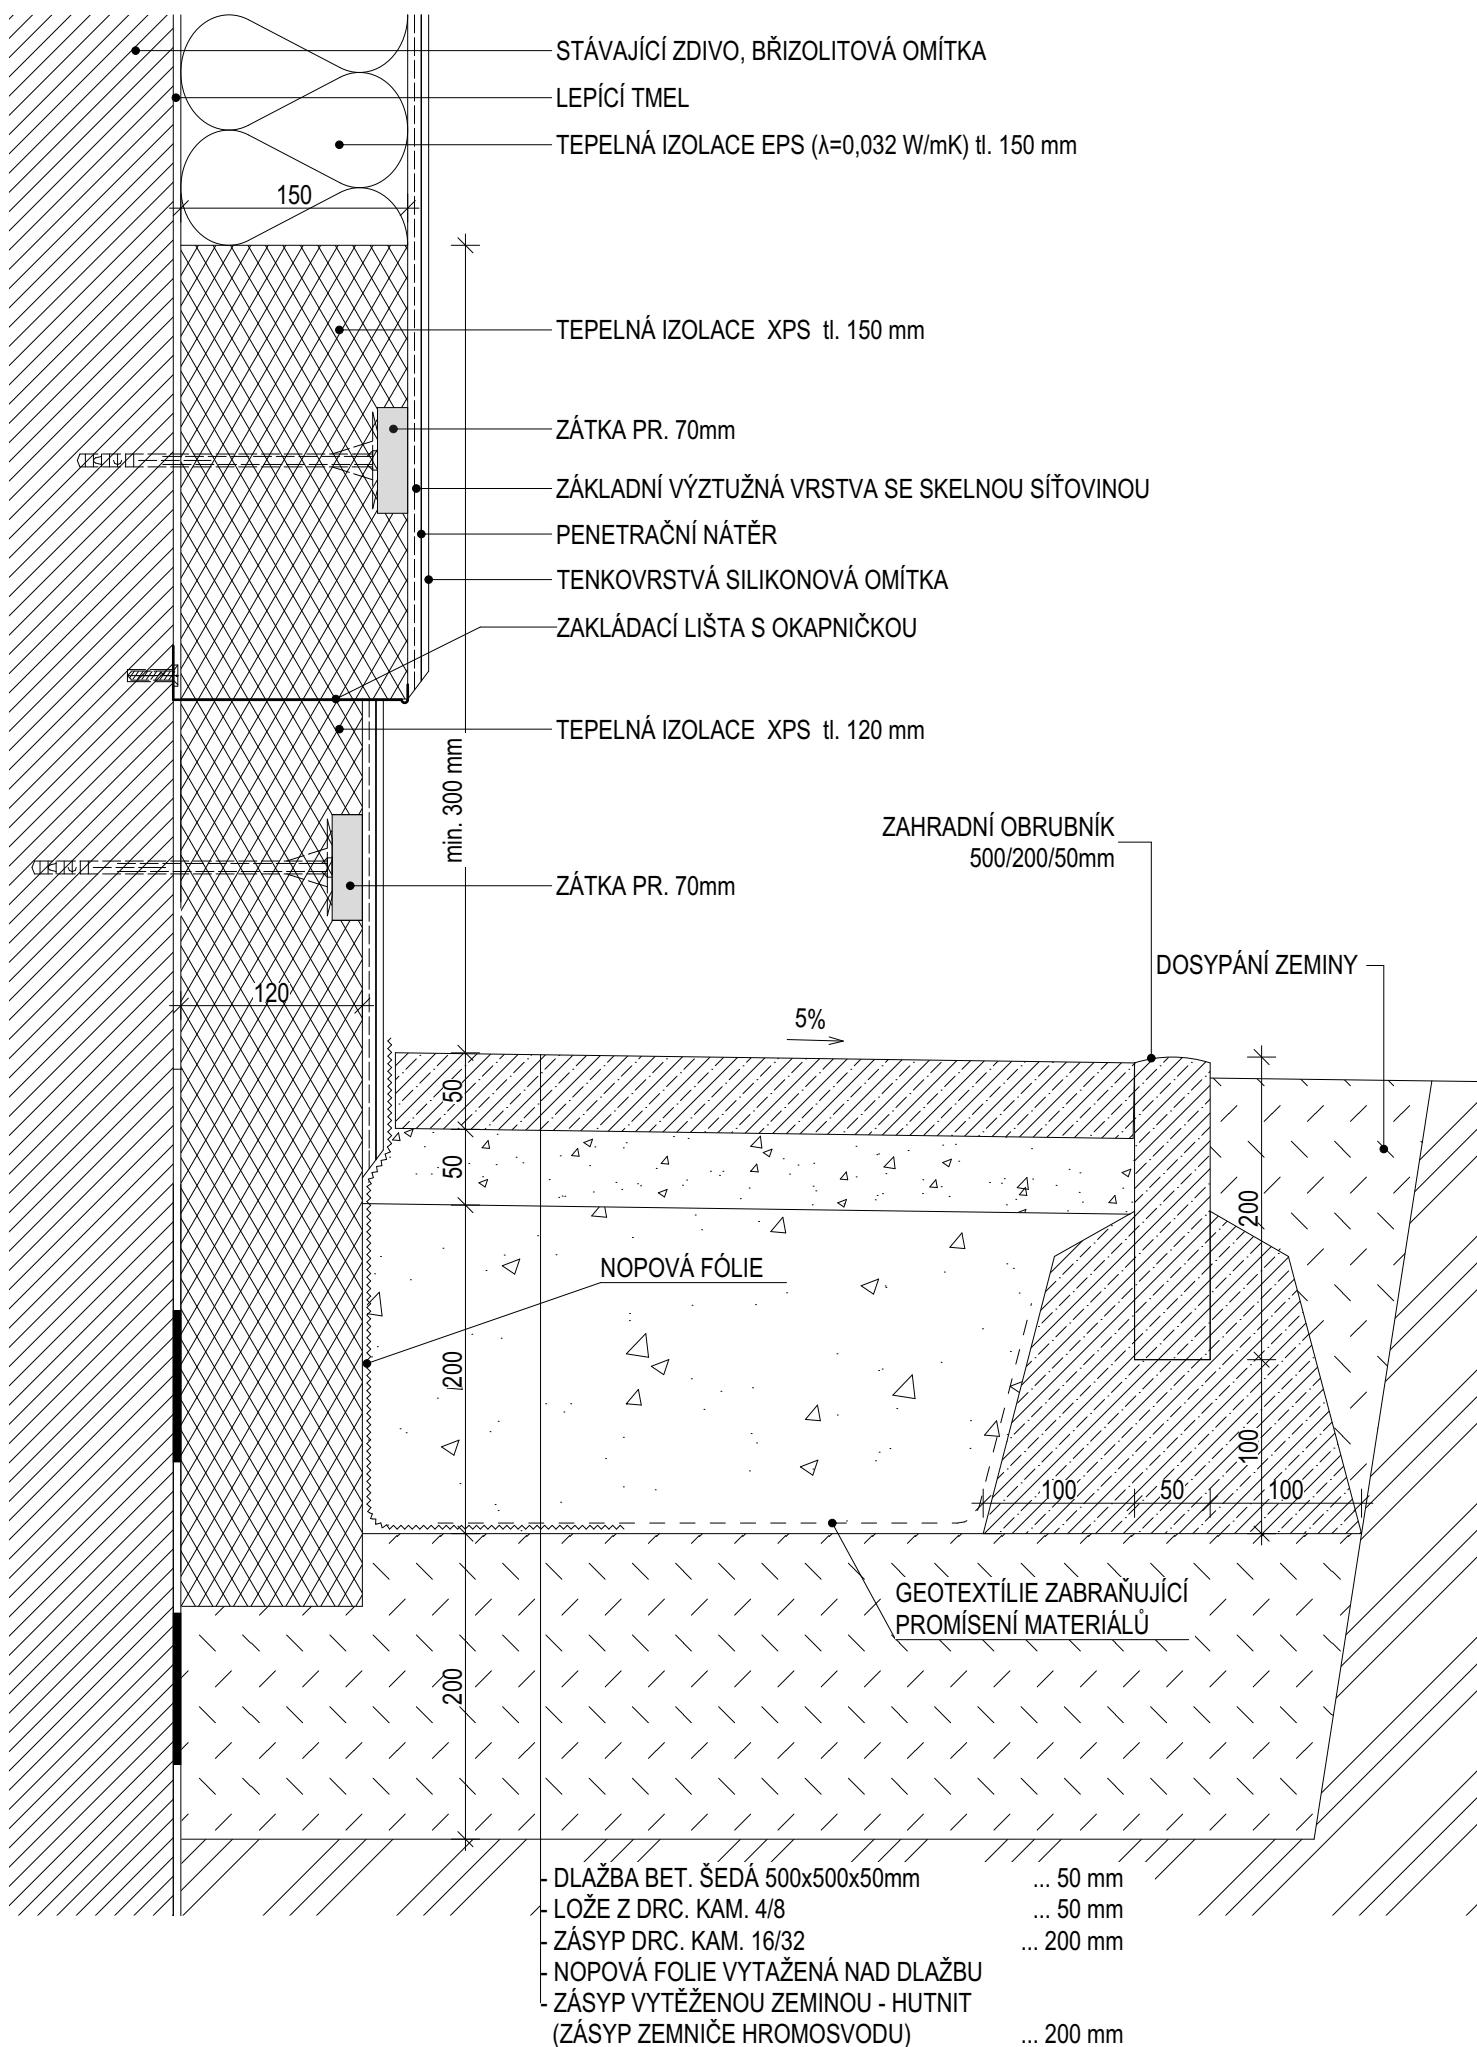 STÁVAJÍCÍ ZDIVO, BŘIZOLITOVÁ OMÍTKA
LEPÍCÍ TMEL
TEPELNÁ IZOLACE EPS (λ=0,032 W/mK) tl. 150 mm
150
TEPELNÁ IZOLACE XPS tl. 150 mm
ZÁTKA PR. 70mm
ZÁKLADNÍ VÝZTUŽNÁ VRSTVA SE SKELNOU SÍŤOVINOU
PENETRAČNÍ NÁTĚR
TENKOVRSTVÁ SILIKONOVÁ OMÍTKA
ZAKLÁDACÍ LIŠTA S OKAPNIČKOU
TEPELNÁ IZOLACE XPS tl. 120 mm
min. 300 mm
ZAHRADNÍ OBRUBNÍK
500/200/50mm
ZÁTKA PR. 70mm
DOSYPÁNÍ ZEMINY
120
5%
50
50
200
NOPOVÁ FÓLIE
200
100
100
50
100
GEOTEXTÍLIE ZABRAŇUJÍCÍ
PROMÍSENÍ MATERIÁLŮ
200
- DLAŽBA BET. ŠEDÁ 500x500x50mm ... 50 mm
- LOŽE Z DRC. KAM. 4/8 ... 50 mm
- ZÁSYP DRC. KAM. 16/32 ... 200 mm
- NOPOVÁ FOLIE VYTAŽENÁ NAD DLAŽBU
- ZÁSYP VYTĚŽENOU ZEMINOU - HUTNIT
(ZÁSYP ZEMNIČE HROMOSVODU) ... 200 mm